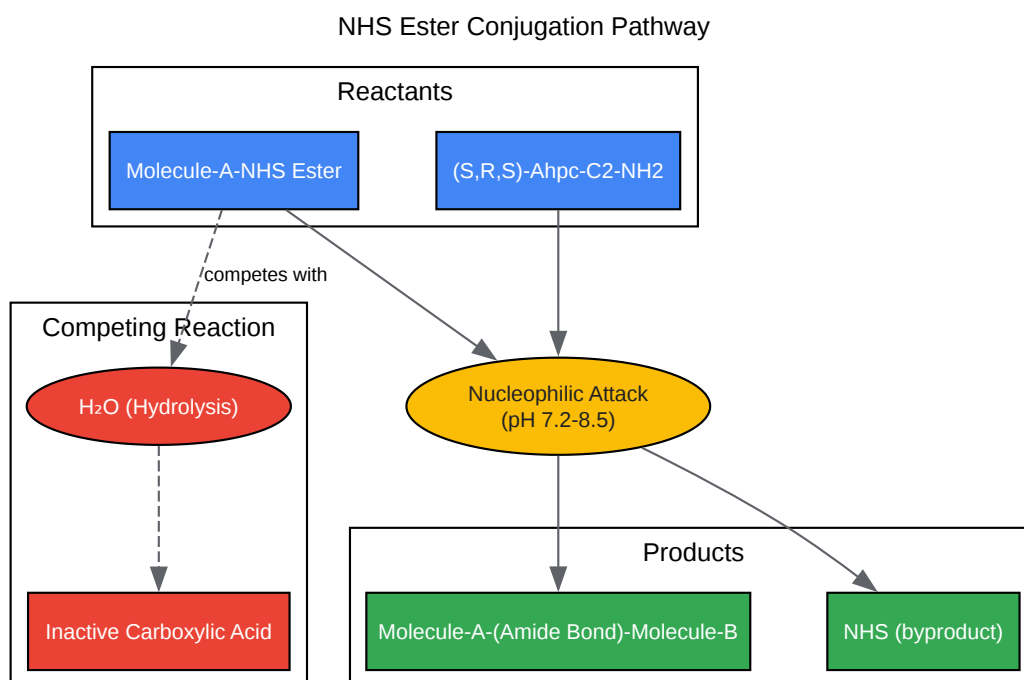 NHS Ester Conjugation Pathway
Reactants
Molecule-A-NHS Ester
(S,R,S)-Ahpc-C2-NH2
competes with
Competing Reaction
H₂O (Hydrolysis)
Nucleophilic Attack
(pH 7.2-8.5)
Products
Inactive Carboxylic Acid
Molecule-A-(Amide Bond)-Molecule-B
NHS (byproduct)